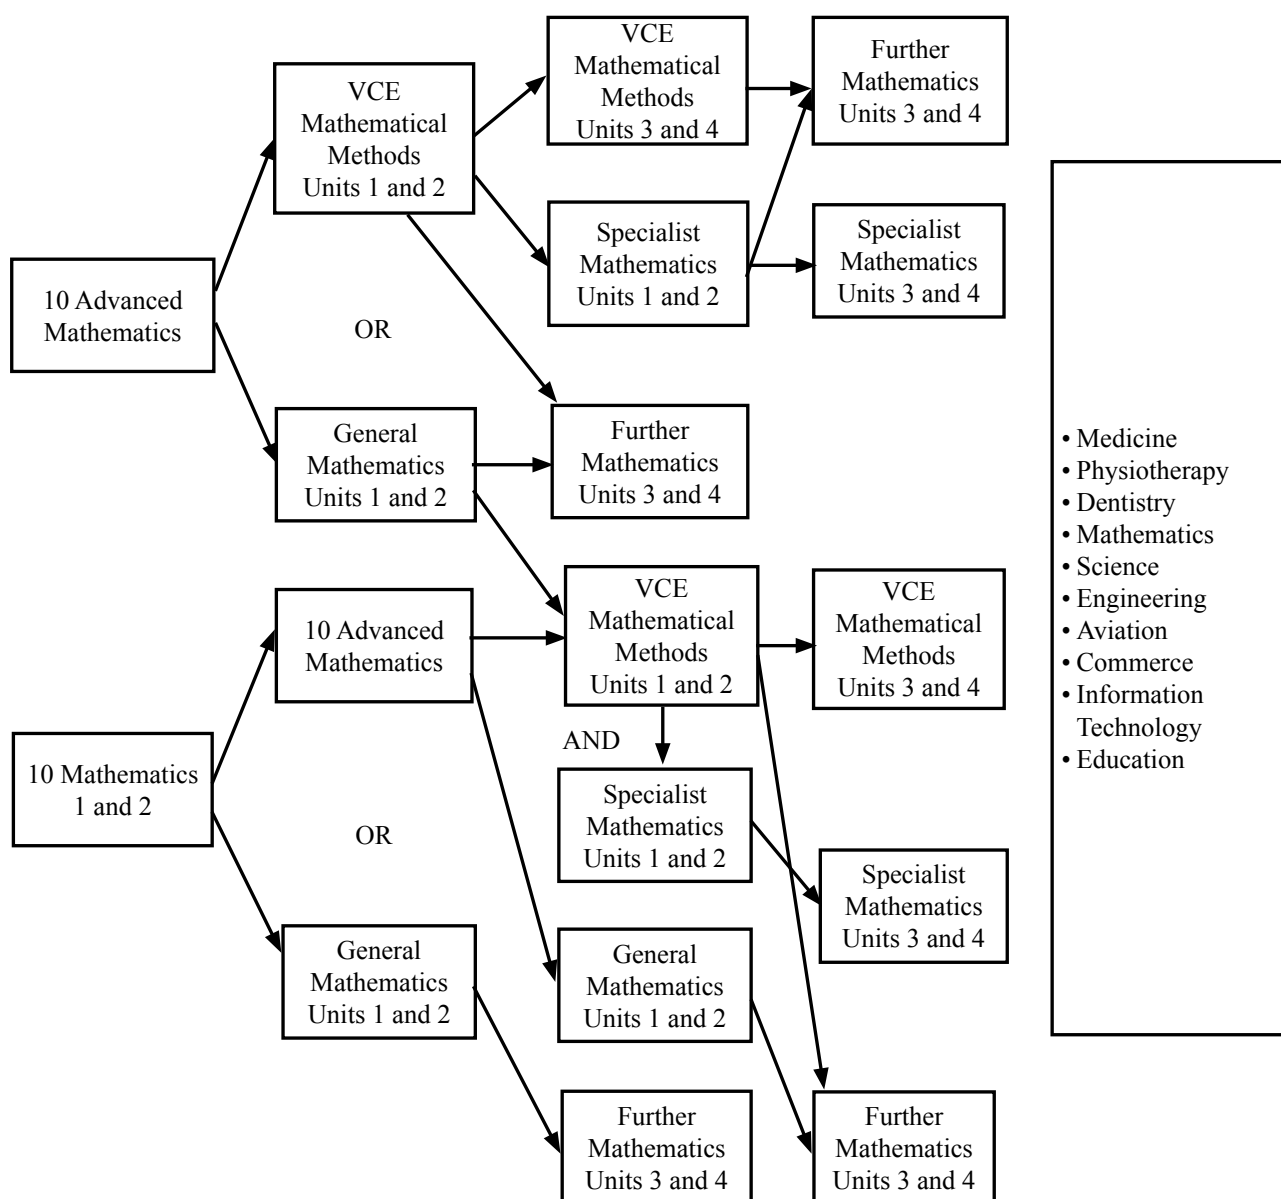 VCE
Mathematical
Methods
Units 3 and 4
Further
Mathematics
Units 3 and 4
VCE
Mathematical
Methods
Units 1 and 2
Specialist
Mathematics
Units 1 and 2
Specialist
Mathematics
Units 3 and 4
10 Advanced
Mathematics
OR
General
Mathematics
Units 1 and 2
Further
Mathematics
Units 3 and 4
10 Advanced
Mathematics
VCE
Mathematical
Methods
Units 1 and 2
VCE
Mathematical
Methods
Units 3 and 4
AND
10 Mathematics
1 and 2
OR
Specialist
Mathematics
Units 1 and 2
Specialist
Mathematics
Units 3 and 4
General
Mathematics
Units 1 and 2
General
Mathematics
Units 1 and 2
Further
Mathematics
Units 3 and 4
Further
Mathematics
Units 3 and 4
• Medicine
• Physiotherapy
• Dentistry
• Mathematics
• Science
• Engineering
• Aviation
• Commerce
• Information
Technology
• Education